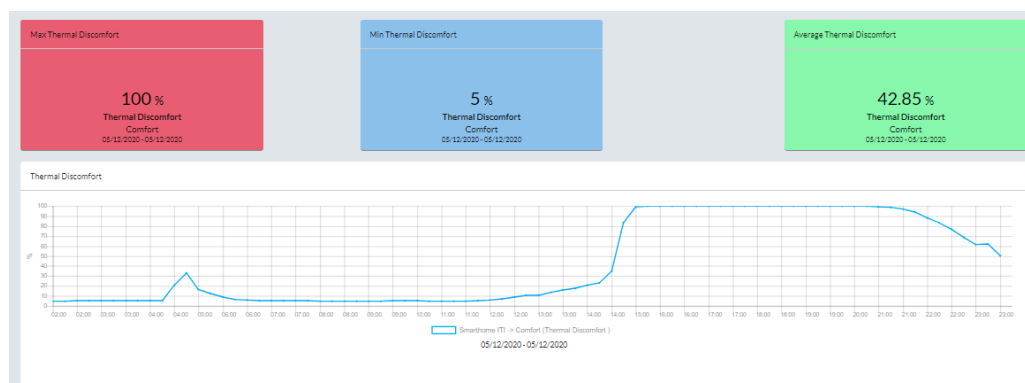 Max Thermal Discomfort
100 %
Thermal Discomfort
Comfort
05/12/2020 - 05/12/2020
Min Thermal Discomfort
5 %
Thermal Discomfort
Comfort
05/12/2020 - 05/12/2020
Average Thermal Discomfort
42.85 %
Thermal Discomfort
Comfort
05/12/2020 - 05/12/2020
Thermal Discomfort
%
100
90
80
70
60
50
40
30
20
10
0
Smarthome ITI -> Comfort (Thermal Discomfort )
05/12/2020 - 05/12/2020